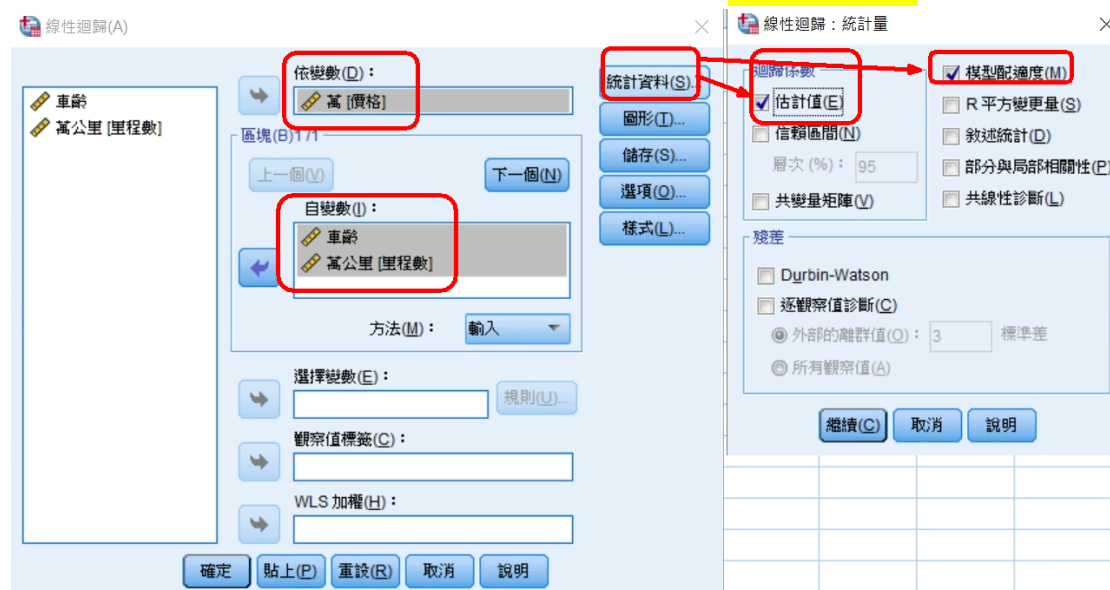 線性迴歸(A)
車齡
萬公里 [里程數]
依變數(D)：
萬 [價格]
區塊(B)1 /1
上一個(V)
下一個(N)
自變數(I)：
車齡
萬公里 [里程數]
方法(M)：
輸入
選擇變數(E)：
規則(U)...
觀察值標籤(C)：
WLS 加權(H)：
統計資料(S)...
圖形(T)...
儲存(S)...
選項(O)...
樣式(L)...
確定
貼上(P)
重設(R)
取消
說明
線性迴歸：統計量
迴歸係數
估計值(E)
信賴區間(N)
層次 (%)：
95
共變量矩陣(V)
模型配適度(M)
R 平方變更量(S)
敘述統計(D)
部分與局部相關性(P)
共線性診斷(L)
殘差
Durbin-Watson
逐觀察值診斷(C)
外部的離群值(O)：
3
標準差
所有觀察值(A)
繼續(C)
取消
說明